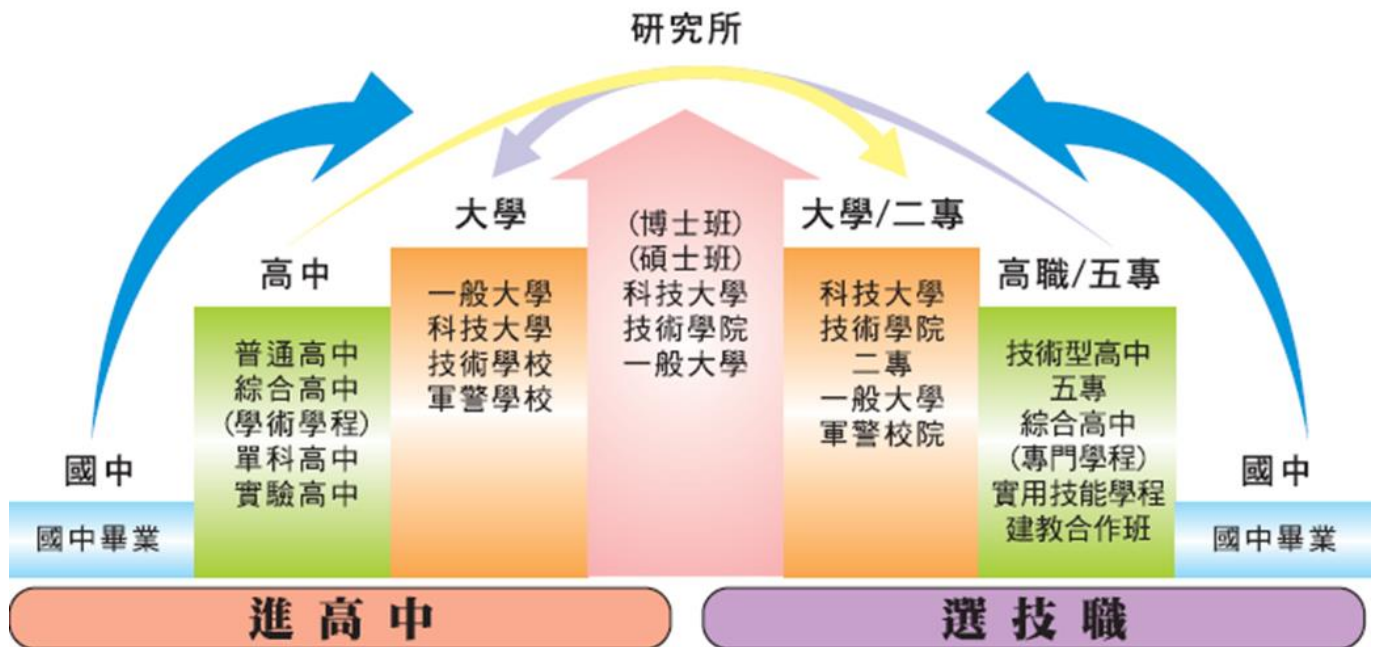 研究所
大學
(博士班)
(碩士班)
科技大學
技術學院
一般大學
大學/二專
高中
一般大學
科技大學
技術學校
軍警學校
科技大學
技術學院
二專
一般大學
軍警校院
高職/五專
國中
普通高中
綜合高中
(學術學程)
單科高中
實驗高中
技術型高中
五專
綜合高中
(專門學程)
實用技能學程
建教合作班
國中
國中畢業
國中畢業
進高中
選技職